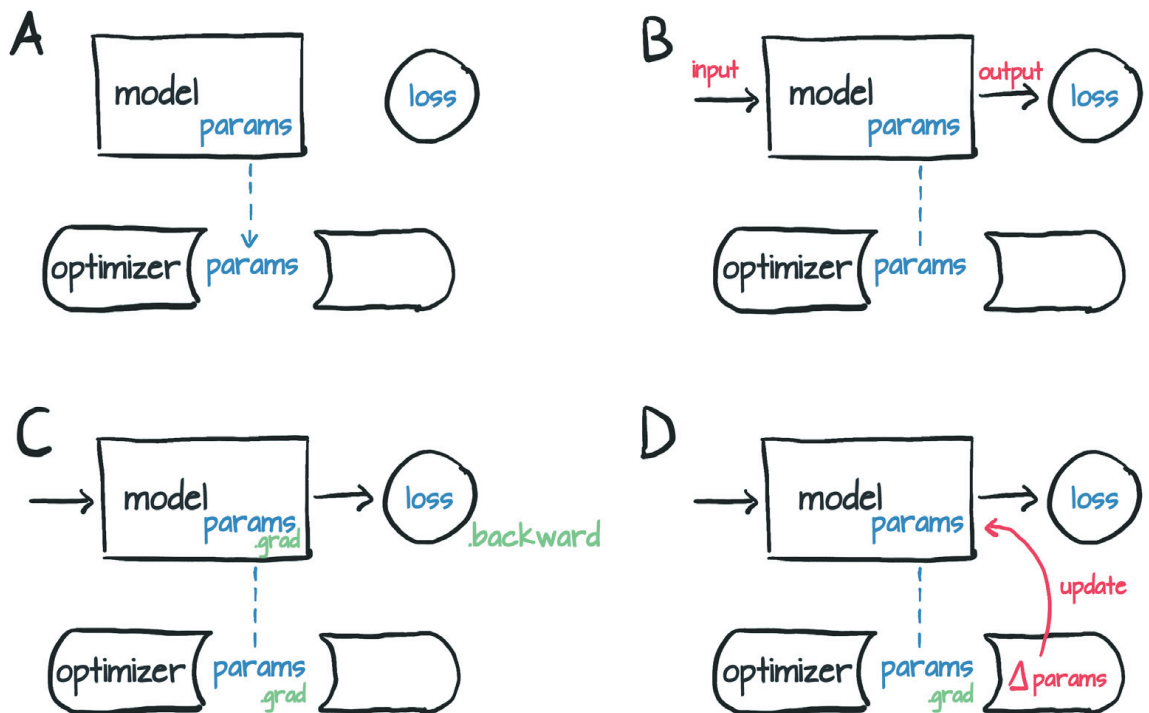 A
model
params
loss
optimizer params
B
input
model
params
output
loss
optimizer params
C
model
params
.grad
loss
.backward
optimizer params
.grad
D
model
params
loss
update
optimizer params
.grad
Δ params